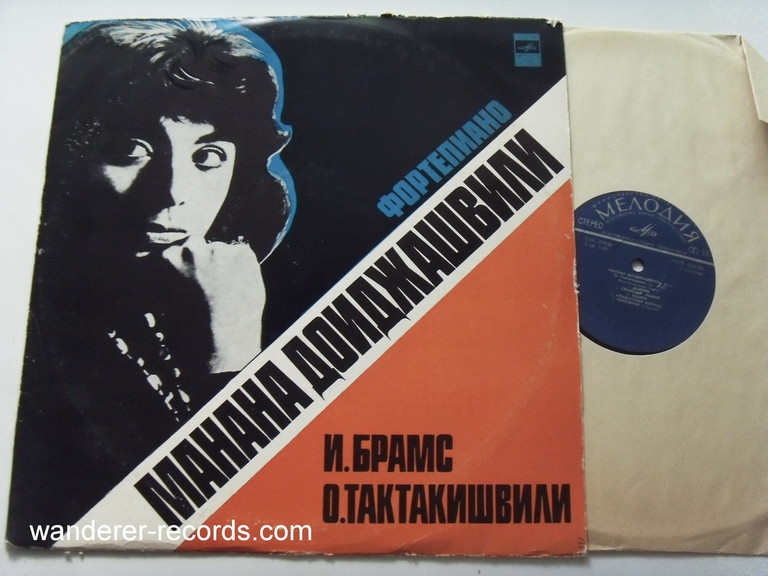 ФОРТЕПИАНО
МАНАНА ДОИДЖАШВИЛИ
И.БРАМС
О.ТАКТАКИШВИЛИ
МЕЛОДИЯ
СТЕРЕО
wanderer-records.com